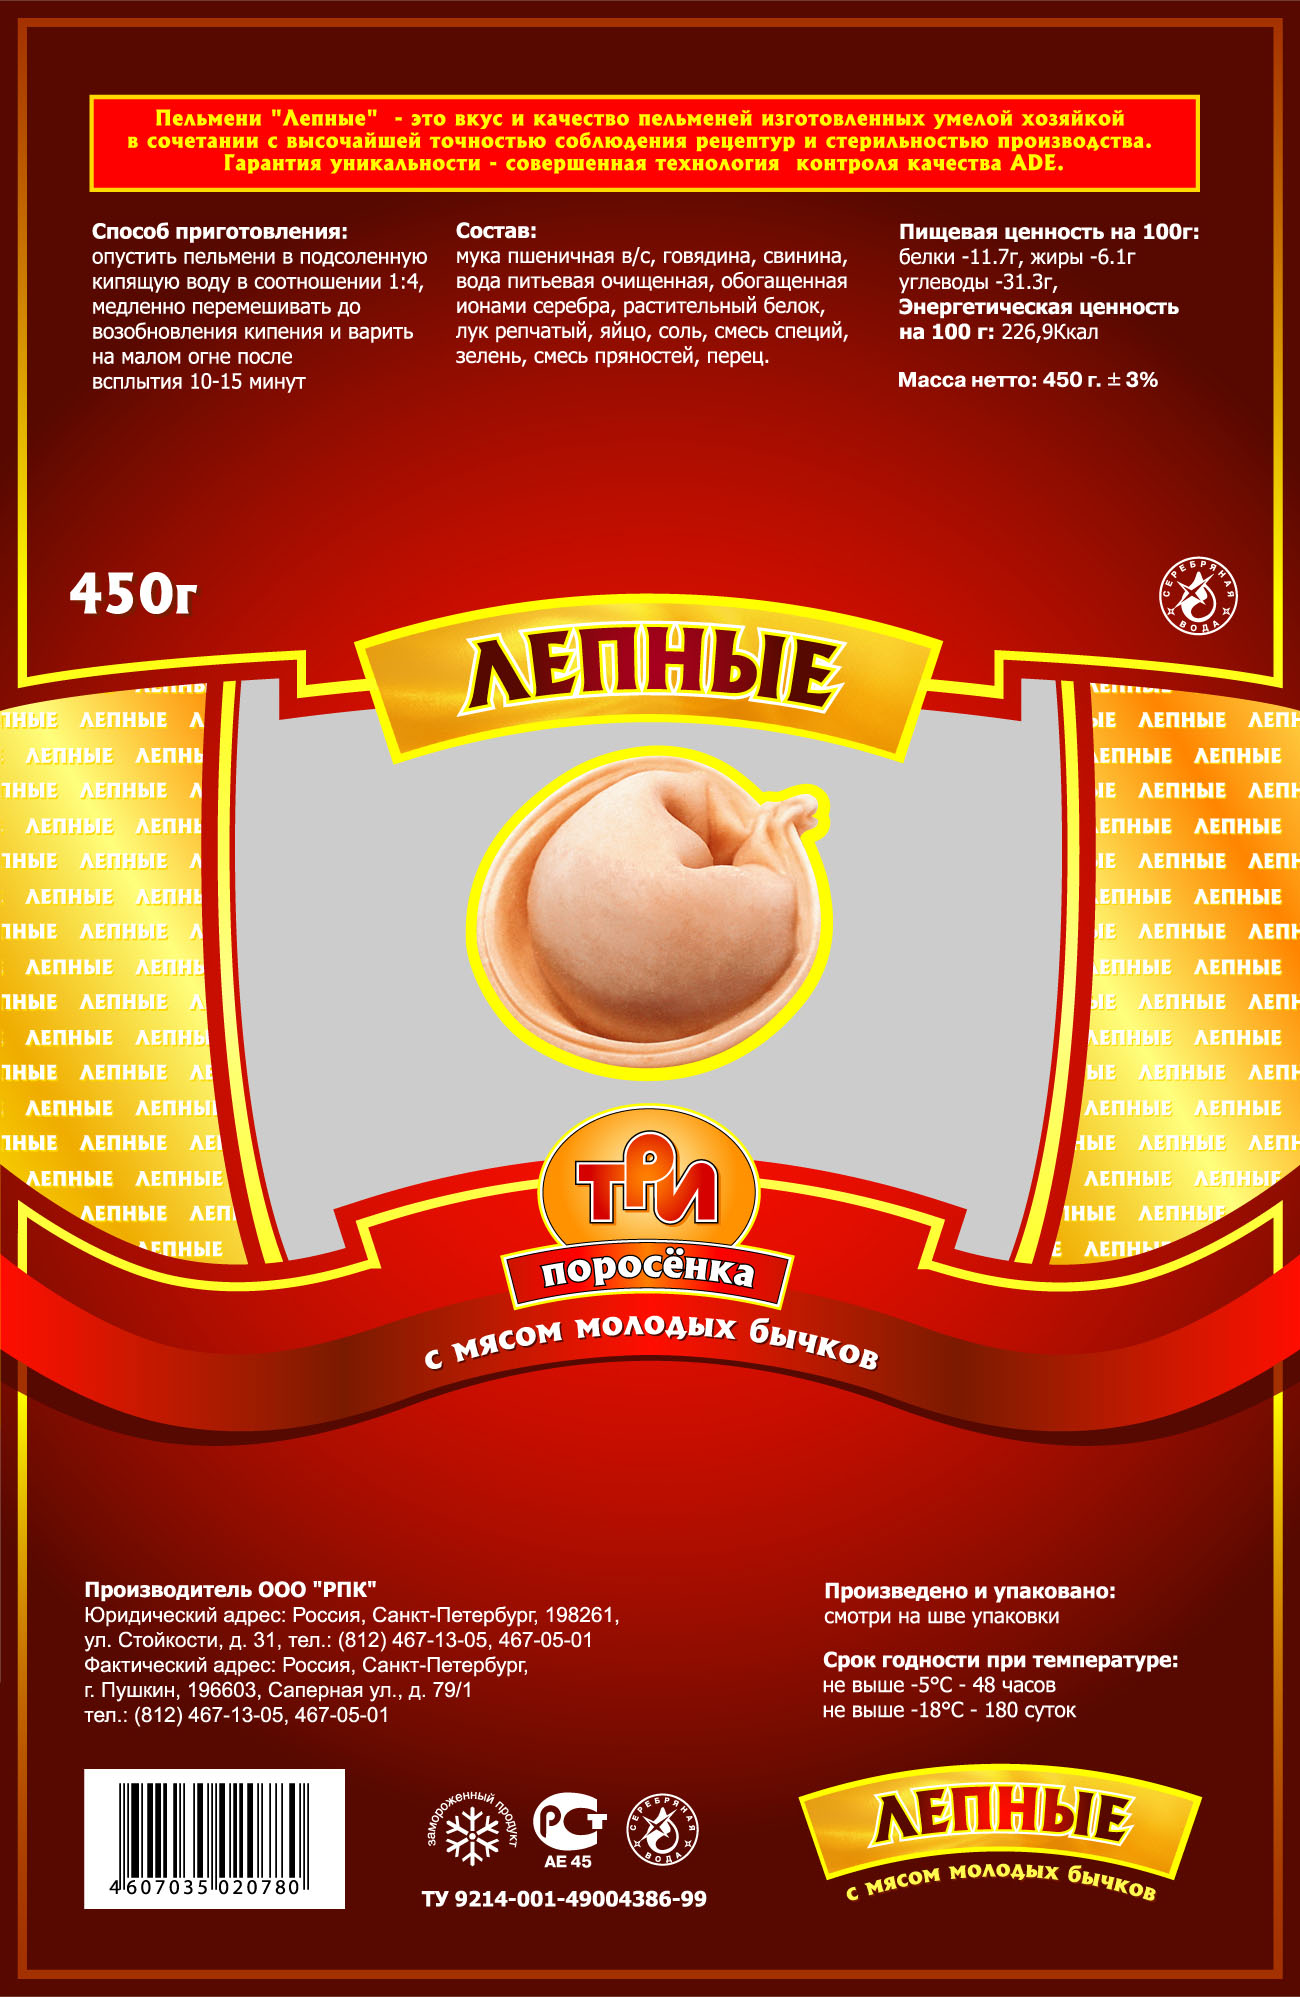 Пельмени "Лепные" - это вкус и качество пельменей изготовленных умелой хозяйкой
в сочетании с высочайшей точностью соблюдения рецептур и стерильностью производства.
Гарантия уникальности - совершенная технология контроля качества ADE.
Способ приготовления:
опустить пельмени в подсоленную
кипящую воду в соотношении 1:4,
медленно перемешивать до
возобновления кипения и варить
на малом огне после
всплытия 10-15 минут
Состав:
мука пшеничная в/с, говядина, свинина,
вода питьевая очищенная, обогащенная
ионами серебра, растительный белок,
лук репчатый, яйцо, соль, смесь специй,
зелень, смесь пряностей, перец.
Пищевая ценность на 100г:
белки -11.7г, жиры -6.1г
углеводы -31.3г,
Энергетическая ценность
на 100 г: 226,9Ккал
Масса нетто: 450 г. ± 3%
450г
СЕРЕБРЯНАЯ
ВОДА
ЛЕПНЫЕ
ТРИ
поросёнка
с мясом молодых бычков
Производитель ООО "РПК"
Юридический адрес: Россия, Санкт-Петербург, 198261,
ул. Стойкости, д. 31, тел.: (812) 467-13-05, 467-05-01
Фактический адрес: Россия, Санкт-Петербург,
г. Пушкин, 196603, Саперная ул., д. 79/1
тел.: (812) 467-13-05, 467-05-01
Произведено и упаковано:
смотри на шве упаковки
Срок годности при температуре:
не выше -5°С - 48 часов
не выше -18°С - 180 суток
4 607035 020780
замороженный продукт
РСТ
АЕ 45
СЕРЕБРЯНАЯ
ВОДА
ТУ 9214-001-49004386-99
ЛЕПНЫЕ
с мясом молодых бычков